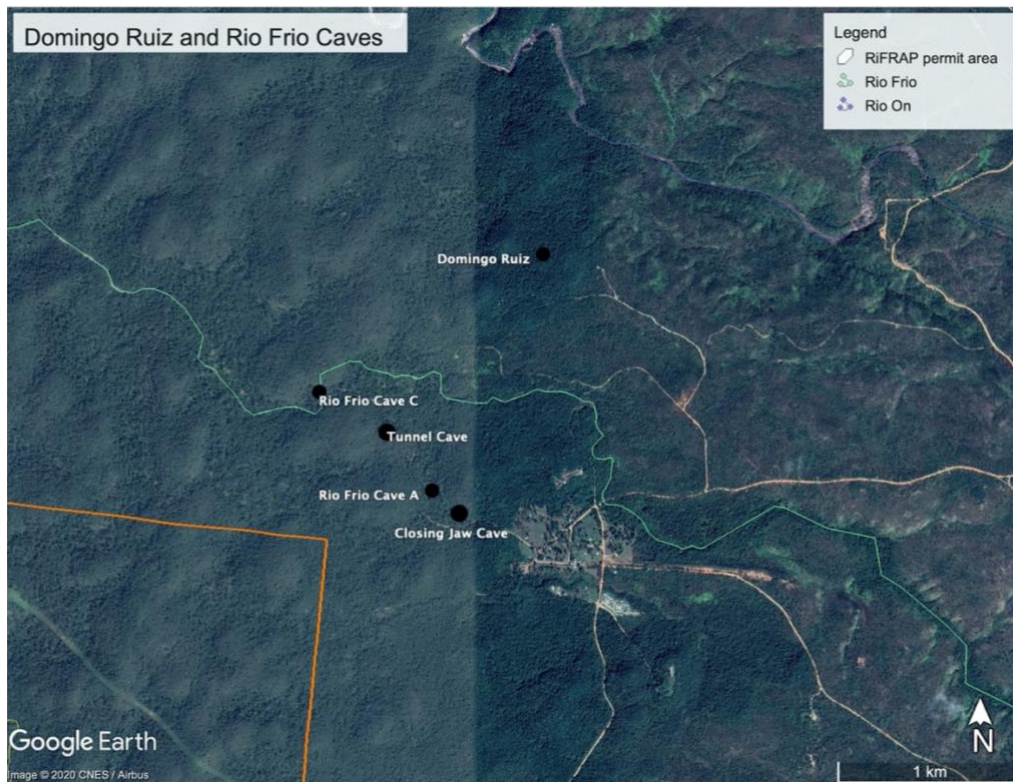 Domingo Ruiz and Rio Frio Caves
Legend
RiFRAP permit area
Rio Frio
Rio On
Domingo Ruiz
Rio Frio Cave C
Tunnel Cave
Rio Frio Cave A
Closing Jaw Cave
Google Earth
Image © 2020 CNES / Airbus
N
1 km